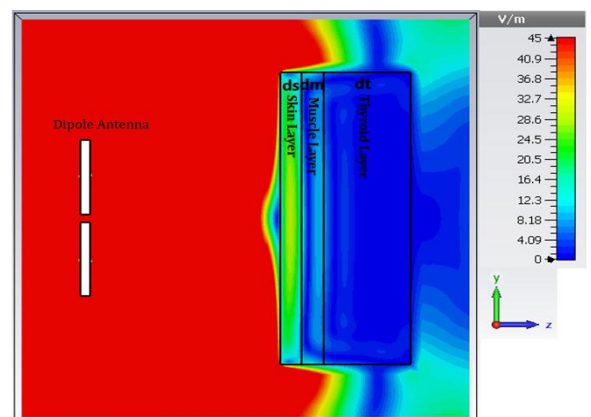 V/m
45
40.9
36.8
32.7
28.6
24.5
20.5
16.4
12.3
8.18
4.09
0
ds dm dt
Skin Layer
Muscle Layer
Thyroid Layer
Dipole Antenna
y
z